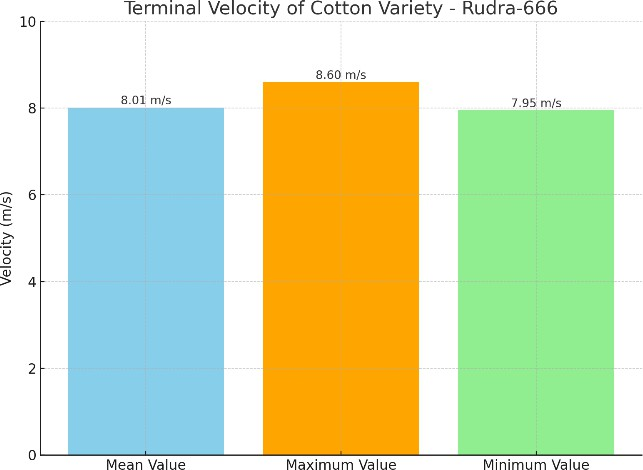 Terminal Velocity of Cotton Variety - Rudra-666
10
8
6
4
2
0
Velocity (m/s)
8.01 m/s
8.60 m/s
7.95 m/s
Mean Value
Maximum Value
Minimum Value